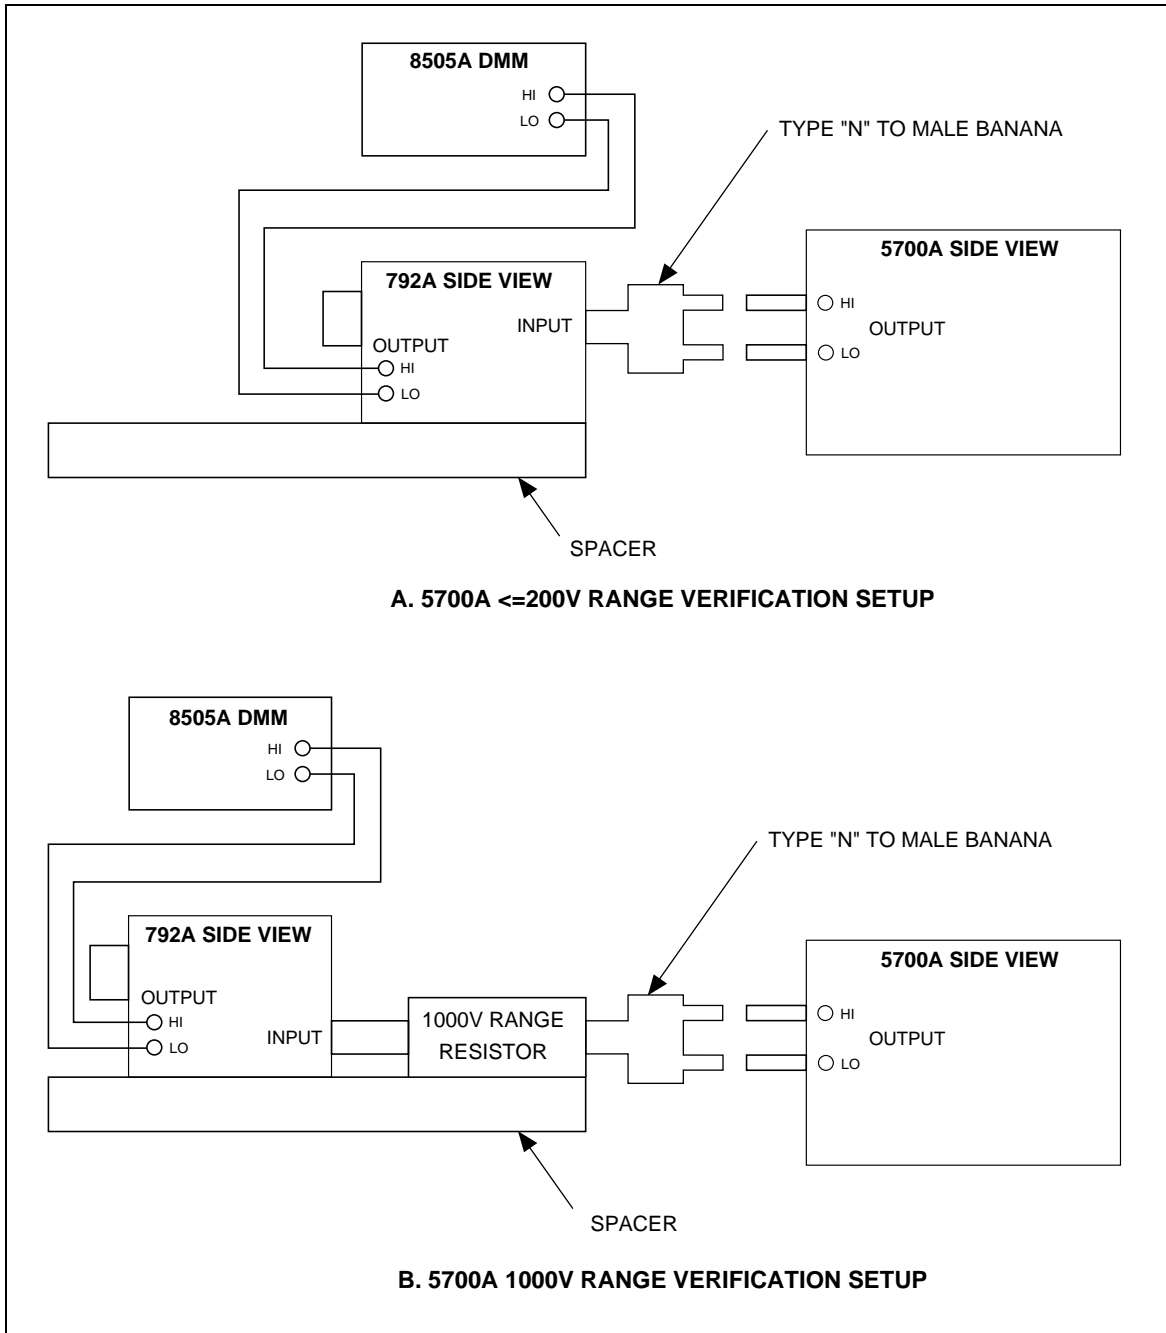 8505A DMM
HI
LO
TYPE "N" TO MALE BANANA
5700A SIDE VIEW
792A SIDE VIEW
HI
INPUT
OUTPUT
OUTPUT
LO
HI
LO
SPACER
A. 5700A <=200V RANGE VERIFICATION SETUP
8505A DMM
HI
LO
TYPE "N" TO MALE BANANA
792A SIDE VIEW
5700A SIDE VIEW
OUTPUT
HI
LO
INPUT
1000V RANGE
RESISTOR
HI
OUTPUT
LO
SPACER
B. 5700A 1000V RANGE VERIFICATION SETUP